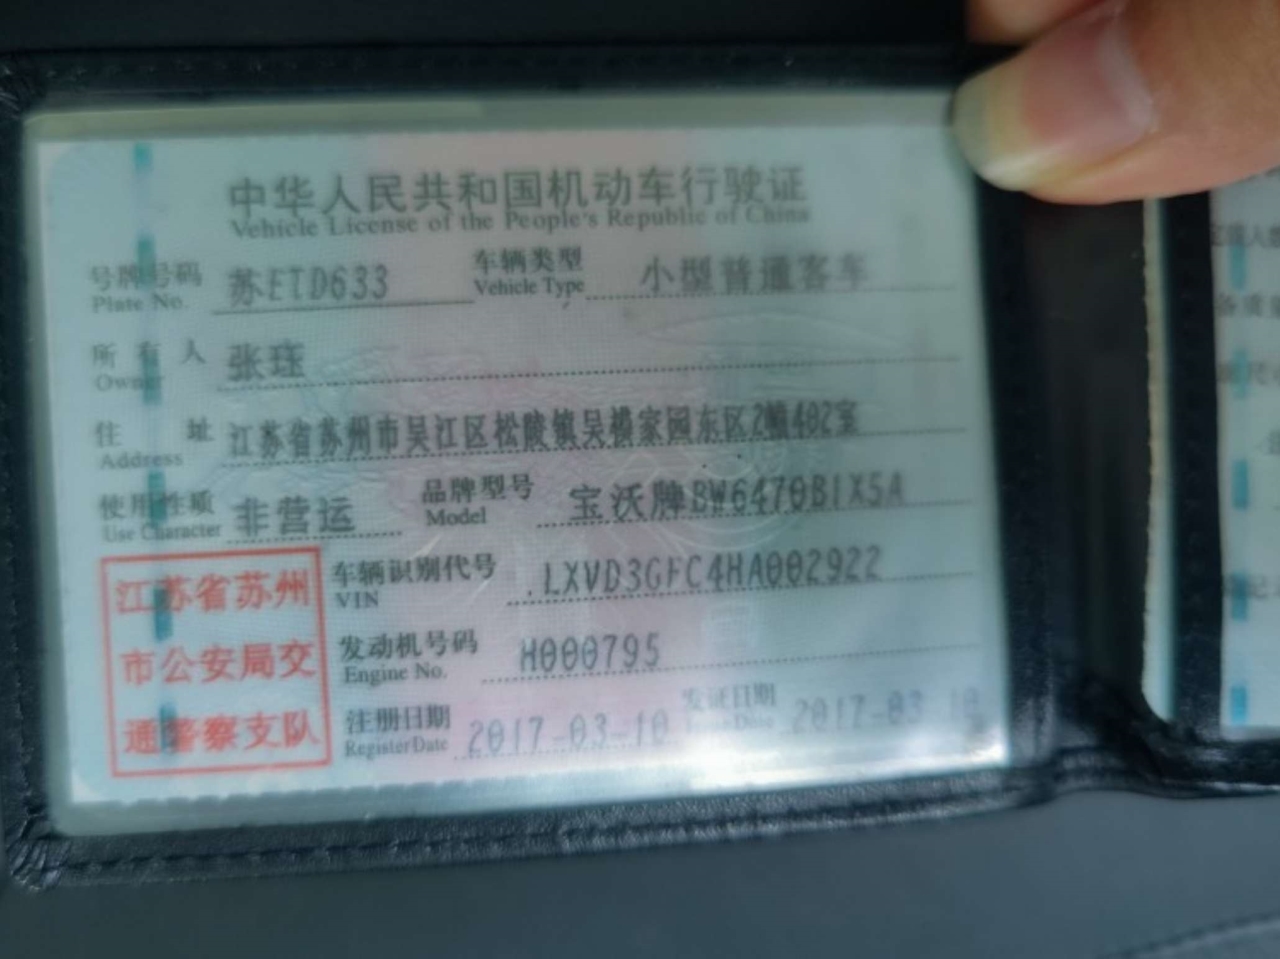 中华人民共和国机动车行驶证
Vehicle License of the People's Republic of China
号牌号码 苏ETD633 车辆类型 小型普通客车
Plate No. Vehicle Type
所有人 张珏
Owner
住址 江苏省苏州市吴江区松陵镇吴模家园东区2幢402室
Address
使用性质 非营运 品牌型号 宝沃牌BW6470B1X5A
Use Character Model
江苏省苏州
市公安局交
通警察支队
车辆识别代号 LXVD3GFC4HA002922
VIN
发动机号码 H000795
Engine No.
注册日期 2017-03-10 发证日期 2017-03-10
Register Date Issue Date